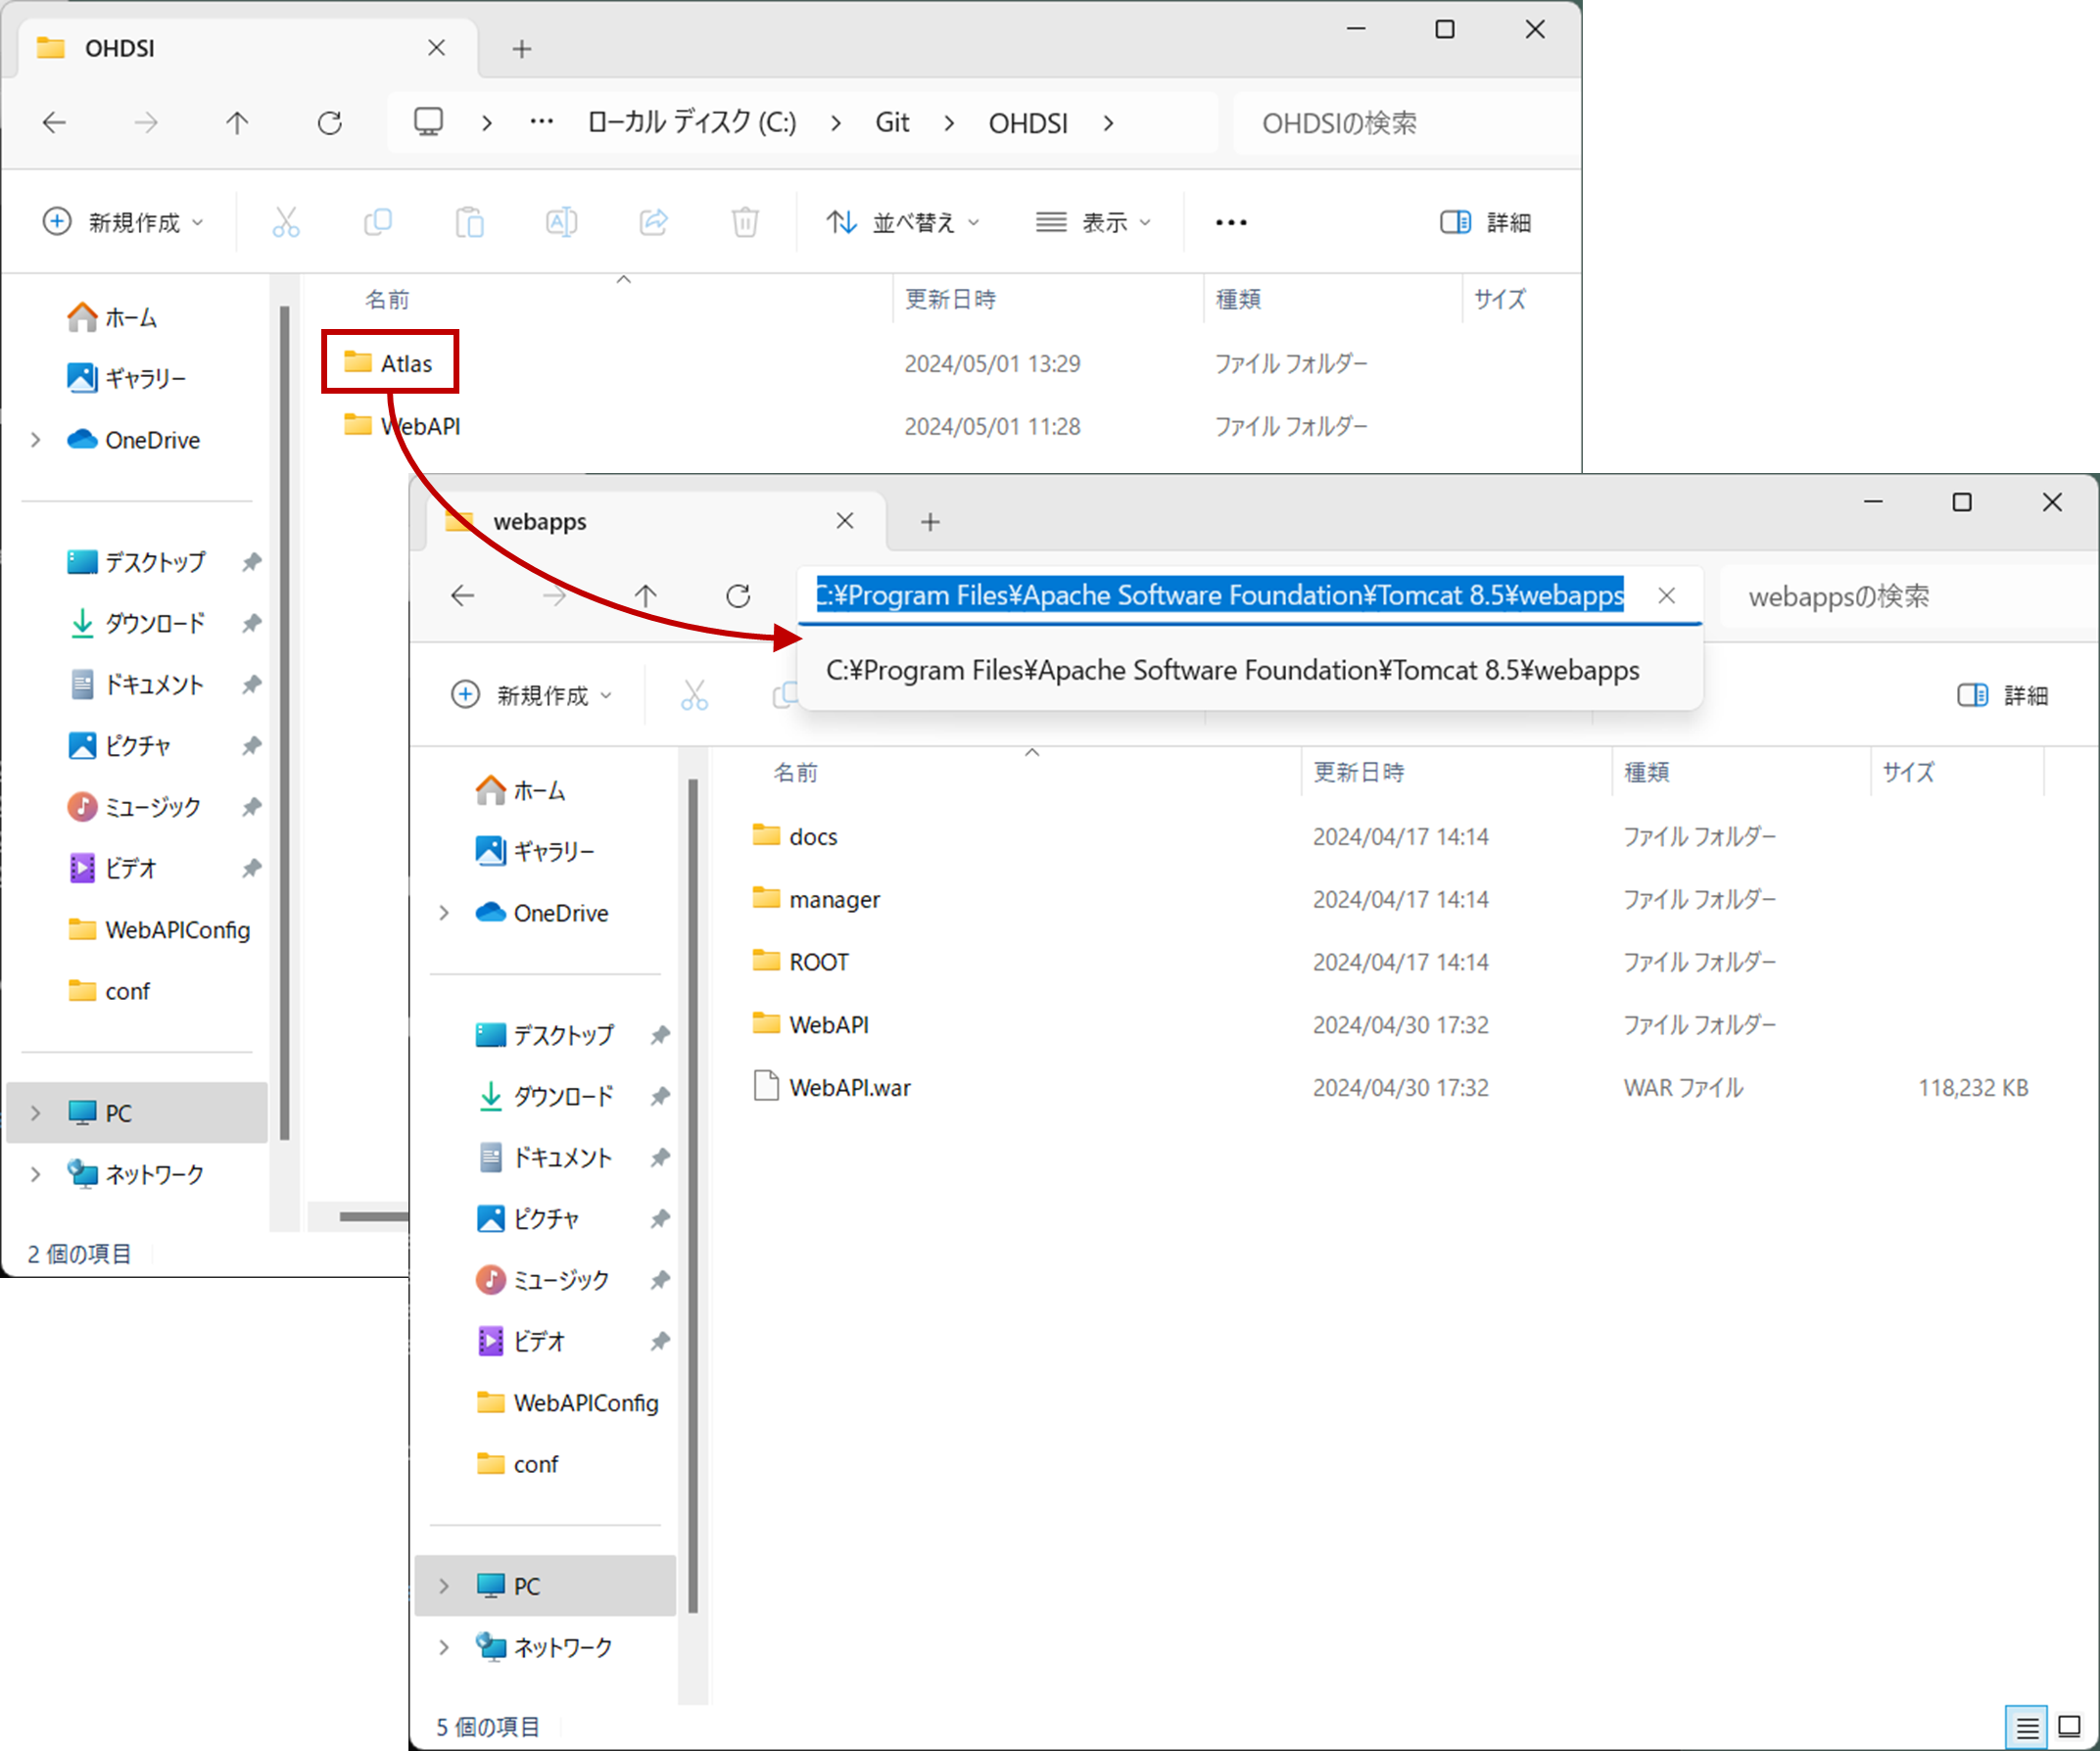 OHDSI
ローカル ディスク (C:) Git OHDSI OHDSIの検索
新規作成 並べ替え 表示 詳細
名前 更新日時 種類 サイズ
ホーム
ギャラリー
OneDrive
デスクトップ
ダウンロード
ドキュメント
ピクチャ
ミュージック
ビデオ
WebAPIConfig
conf
PC
ネットワーク
Atlas 2024/05/01 13:29 ファイル フォルダー
WebAPI 2024/05/01 11:28 ファイル フォルダー
2 個の項目
webapps
C:¥Program Files¥Apache Software Foundation¥Tomcat 8.5¥webapps webappsの検索
C:¥Program Files¥Apache Software Foundation¥Tomcat 8.5¥webapps
新規作成 詳細
名前 更新日時 種類 サイズ
ホーム
ギャラリー
OneDrive
デスクトップ
ダウンロード
ドキュメント
ピクチャ
ミュージック
ビデオ
WebAPIConfig
conf
PC
ネットワーク
docs 2024/04/17 14:14 ファイル フォルダー
manager 2024/04/17 14:14 ファイル フォルダー
ROOT 2024/04/17 14:14 ファイル フォルダー
WebAPI 2024/04/30 17:32 ファイル フォルダー
WebAPI.war 2024/04/30 17:32 WAR ファイル 118,232 KB
5 個の項目